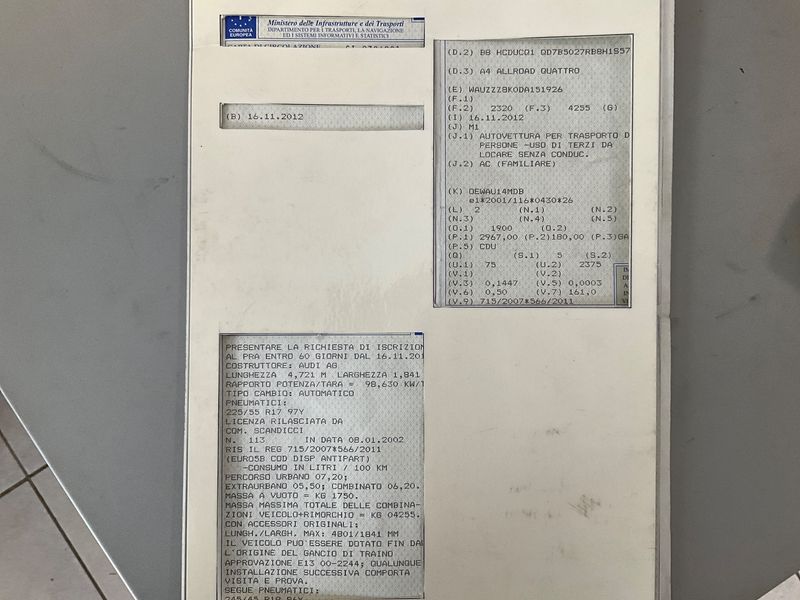 COMUNITÀ
EUROPEA
Ministero delle Infrastrutture e dei Trasporti
DIPARTIMENTO PER I TRASPORTI, LA NAVIGAZIONE
ED I SISTEMI INFORMATIVI E STATISTICI
CARTA DI CIRCOLAZIONE
(B) 16.11.2012
(D.2) B8 HCDUCQ1 QD7B5027RB8H1S57
(D.3) A4 ALLROAD QUATTRO
(E) WAUZZZ8K0DA151926
(F.1)
(F.2) 2320 (F.3) 4255 (G)
(I) 16.11.2012
(J) M1
(J.1) AUTOVETTURA PER TRASPORTO D
PERSONE -USO DI TERZI DA
LOCARE SENZA CONDUC.
(J.2) AC (FAMILIARE)
(K) OEWAU14MDB
e1*2001/116*0430*26
(L) 2 (N.1) (N.2)
(N.3) (N.4) (N.5)
(O.1) 1900 (O.2)
(P.1) 2967,00 (P.2)180,00 (P.3)GA
(P.5) CDU
(Q) (S.1) 5 (S.2)
(U.1) 75 (U.2) 2375
(V.1) (V.2)
(V.3) 0,1447 (V.5) 0,0003
(V.6) 0,50 (V.7) 161,0
(V.9) 715/2007*566/2011
PRESENTARE LA RICHIESTA DI ISCRIZION
AL PRA ENTRO 60 GIORNI DAL 16.11.201
COSTRUTTORE: AUDI AG
LUNGHEZZA 4,721 M LARGHEZZA 1,841
RAPPORTO POTENZA/TARA = 98,630 KW/T
TIPO CAMBIO: AUTOMATICO
PNEUMATICI:
225/55 R17 97Y
LICENZA RILASCIATA DA
COM. SCANDICCI
N. 113 IN DATA 08.01.2002
RIS IL REG 715/2007*566/2011
(EURO5B COD DISP ANTIPART)
-CONSUMO IN LITRI / 100 KM
PERCORSO URBANO 07,20;
EXTRAURBANO 05,50; COMBINATO 06,20.
MASSA A VUOTO = KG 1750.
MASSA MASSIMA TOTALE DELLE COMBINA-
ZIONI VEICOLO+RIMORCHIO = KG 04255.
CON ACCESSORI ORIGINALI:
LUNGH./LARGH. MAX: 4801/1841 MM
IL VEICOLO PUO'ESSERE DOTATO FIN DAL
L'ORIGINE DEL GANCIO DI TRAINO
APPROVAZIONE E13 00-2244; QUALUNQUE
INSTALLAZIONE SUCCESSIVA COMPORTA
VISITA E PROVA.
SEGUE PNEUMATICI: